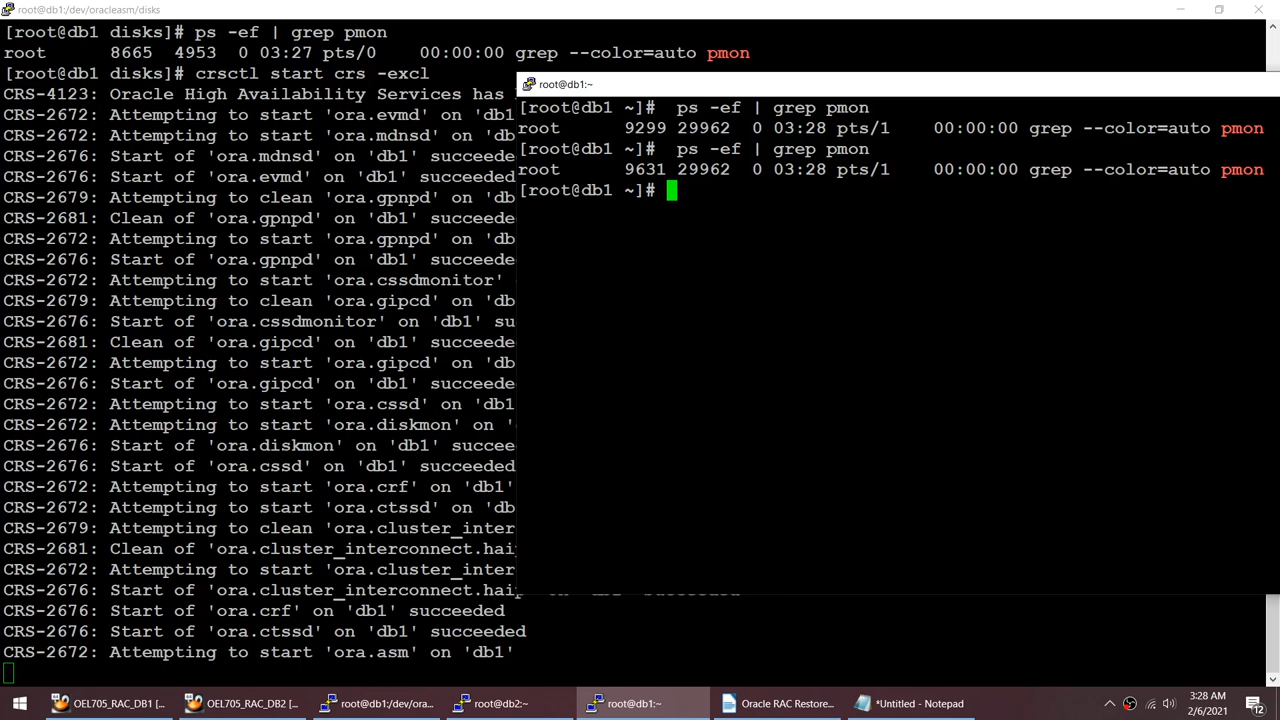 root@db1:/dev/oracleasm/disks
[root@db1 disks]# ps -ef | grep pmon
root      8665  4953  0 03:27 pts/0    00:00:00 grep --color=auto pmon
[root@db1 disks]# crsctl start crs -excl
CRS-4123: Oracle High Availability Services has
CRS-2672: Attempting to start 'ora.evmd' on 'db1
CRS-2672: Attempting to start 'ora.mdnsd' on 'db
CRS-2676: Start of 'ora.mdnsd' on 'db1' succeede
CRS-2676: Start of 'ora.evmd' on 'db1' succeeded
CRS-2679: Attempting to clean 'ora.gpnpd' on 'db
CRS-2681: Clean of 'ora.gpnpd' on 'db1' succeede
CRS-2672: Attempting to start 'ora.gpnpd' on 'db
CRS-2676: Start of 'ora.gpnpd' on 'db1' succeede
CRS-2672: Attempting to start 'ora.cssdmonitor'
CRS-2679: Attempting to clean 'ora.gipcd' on 'db
CRS-2676: Start of 'ora.cssdmonitor' on 'db1' su
CRS-2681: Clean of 'ora.gipcd' on 'db1' succeede
CRS-2672: Attempting to start 'ora.gipcd' on 'db
CRS-2676: Start of 'ora.gipcd' on 'db1' succeede
CRS-2672: Attempting to start 'ora.cssd' on 'db1
CRS-2672: Attempting to start 'ora.diskmon' on '
CRS-2676: Start of 'ora.diskmon' on 'db1' succee
CRS-2676: Start of 'ora.cssd' on 'db1' succeeded
CRS-2672: Attempting to start 'ora.crf' on 'db1'
CRS-2672: Attempting to start 'ora.ctssd' on 'db
CRS-2679: Attempting to clean 'ora.cluster_inter
CRS-2681: Clean of 'ora.cluster_interconnect.hai
CRS-2672: Attempting to start 'ora.cluster_inter
CRS-2676: Start of 'ora.cluster_interconnect.hai
CRS-2676: Start of 'ora.crf' on 'db1' succeeded
CRS-2676: Start of 'ora.ctssd' on 'db1' succeeded
CRS-2672: Attempting to start 'ora.asm' on 'db1'
root@db1:~
[root@db1 ~]#  ps -ef | grep pmon
root      9299 29962  0 03:28 pts/1    00:00:00 grep --color=auto pmon
[root@db1 ~]#  ps -ef | grep pmon
root      9631 29962  0 03:28 pts/1    00:00:00 grep --color=auto pmon
[root@db1 ~]#
OEL705_RAC_DB1 [...
OEL705_RAC_DB2 [...
root@db1:/dev/ora...
root@db2:~
root@db1:~
Oracle RAC Restore...
*Untitled - Notepad
3:28 AM
2/6/2021
12